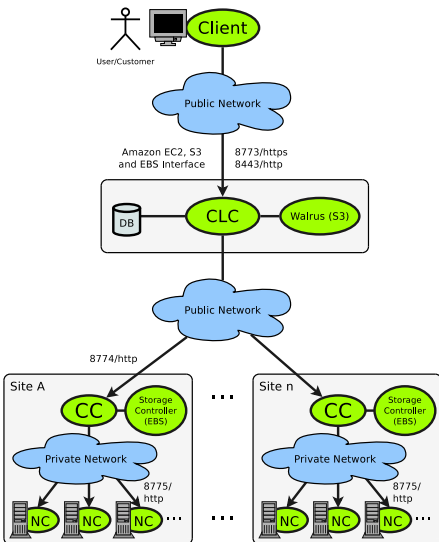 Client
User/Customer
Public Network
Amazon EC2, S3
and EBS Interface
8773/https
8443/http
DB
CLC
Walrus (S3)
Public Network
8774/http
Site A
CC
Storage
Controller
(EBS)
Private Network
8775/
http
NC
NC
NC
...
...
...
Site n
CC
Storage
Controller
(EBS)
Private Network
8775/
http
NC
NC
NC
...